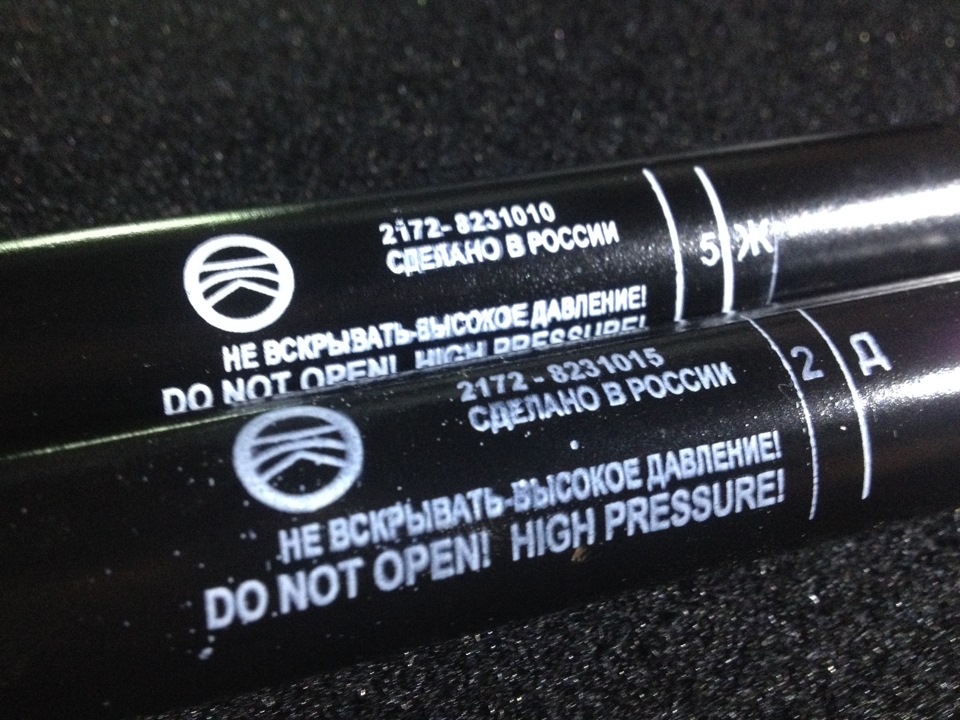 2172-8231010
СДЕЛАНО В РОССИИ
5 Ж
НЕ ВСКРЫВАТЬ-ВЫСОКОЕ ДАВЛЕНИЕ!
DO NOT OPEN! HIGH PRESSURE!
2172 - 8231015
СДЕЛАНО В РОССИИ
2 Д
НЕ ВСКРЫВАТЬ-ВЫСОКОЕ ДАВЛЕНИЕ!
DO NOT OPEN! HIGH PRESSURE!